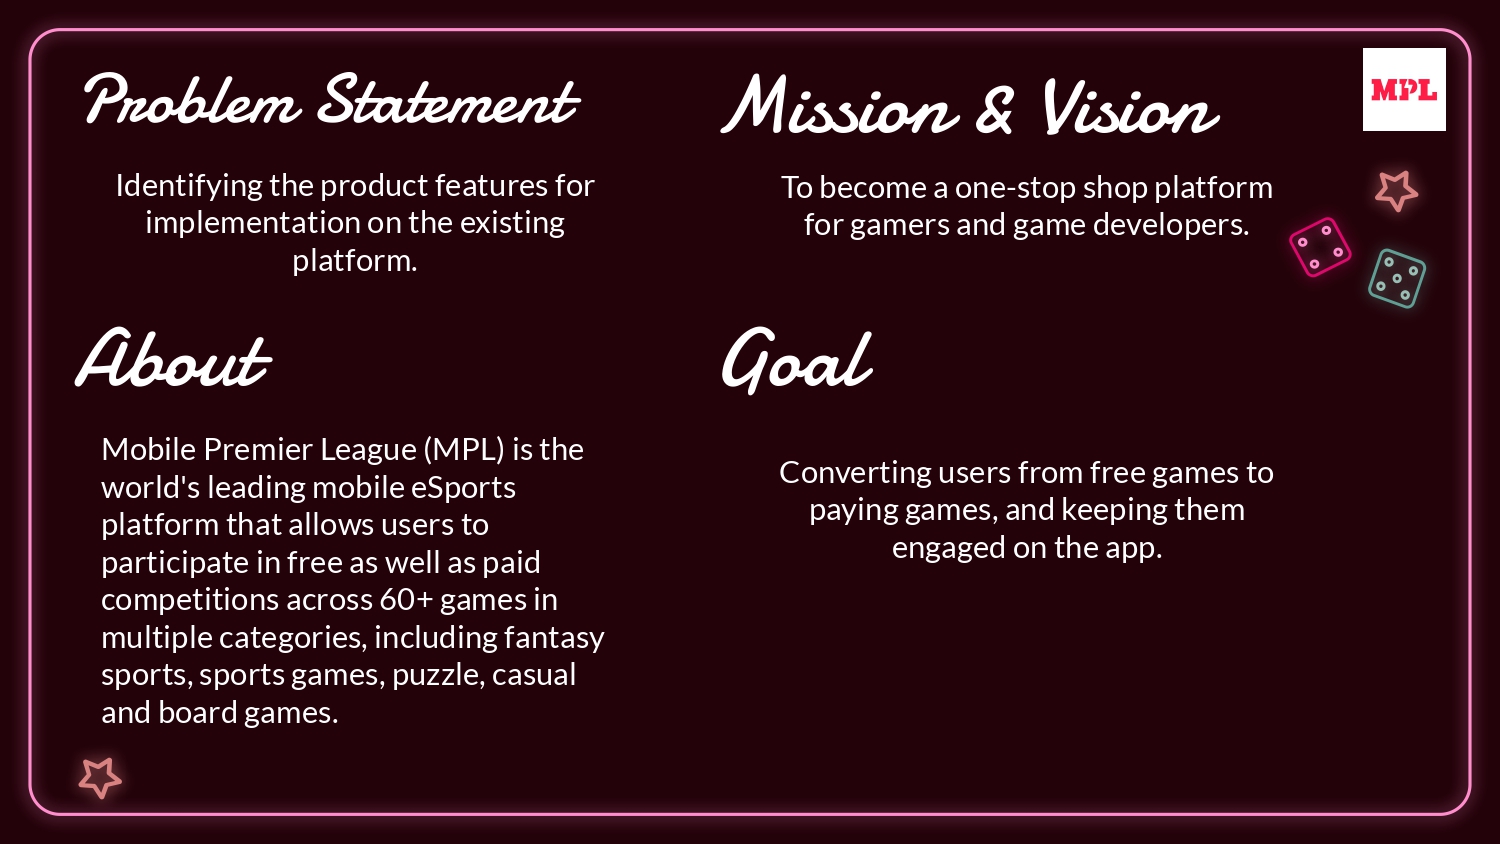 Problem Statement
Identifying the product features for
implementation on the existing
platform.
Mission & Vision
To become a one-stop shop platform
for gamers and game developers.
MPL
About
Mobile Premier League (MPL) is the
world's leading mobile eSports
platform that allows users to
participate in free as well as paid
competitions across 60+ games in
multiple categories, including fantasy
sports, sports games, puzzle, casual
and board games.
Goal
Converting users from free games to
paying games, and keeping them
engaged on the app.